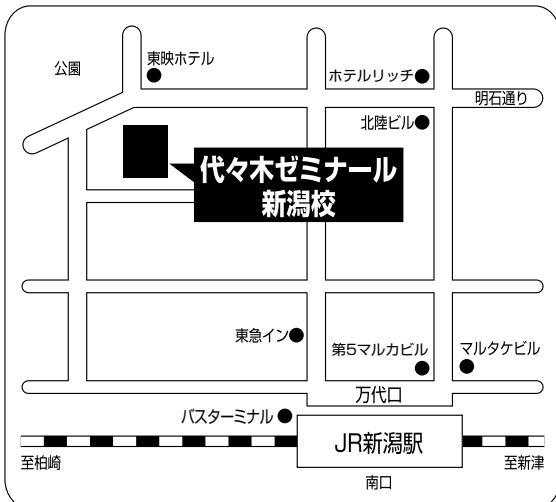 公園
東映ホテル
ホテルリッチ
明石通り
北陸ビル
代々木ゼミナール
新潟校
東急イン
第5マルカビル
マルタケビル
万代口
バスターミナル
JR新潟駅
至柏崎
至新津
南口